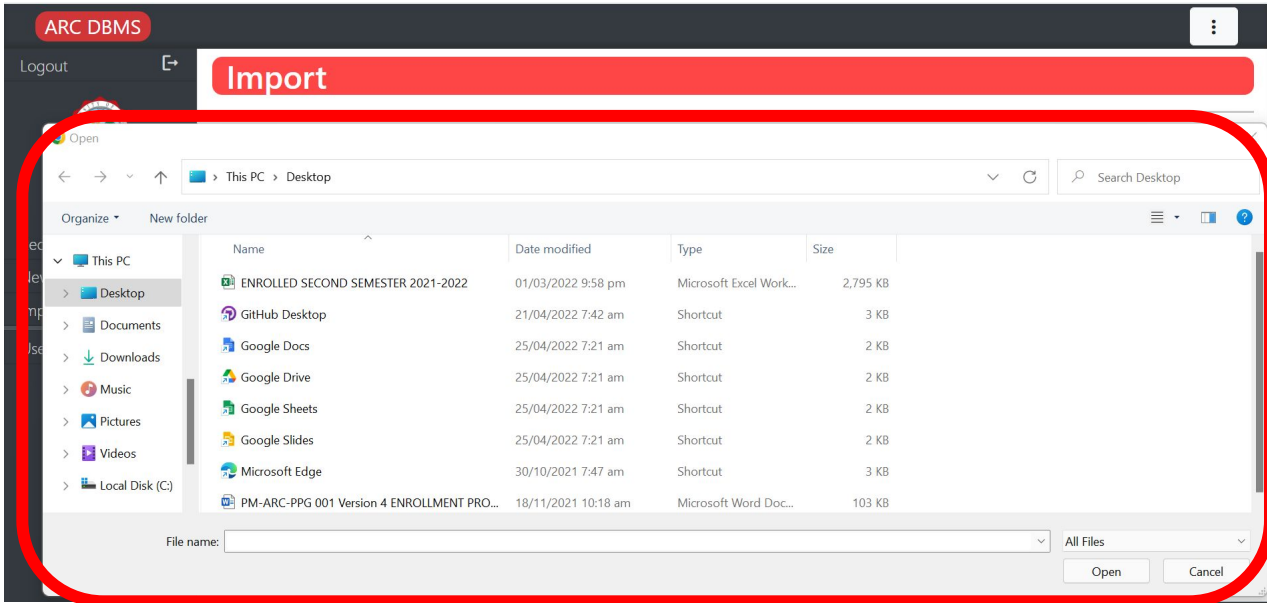 ARC DBMS
Logout
Import
Open
This PC > Desktop
Search Desktop
Organize
New folder
Name Date modified Type Size
This PC
Desktop
Documents
Downloads
Music
Pictures
Videos
Local Disk (C:)
ENROLLED SECOND SEMESTER 2021-2022 01/03/2022 9:58 pm Microsoft Excel Work... 2,795 KB
GitHub Desktop 21/04/2022 7:42 am Shortcut 3 KB
Google Docs 25/04/2022 7:21 am Shortcut 2 KB
Google Drive 25/04/2022 7:21 am Shortcut 2 KB
Google Sheets 25/04/2022 7:21 am Shortcut 2 KB
Google Slides 25/04/2022 7:21 am Shortcut 2 KB
Microsoft Edge 30/10/2021 7:47 am Shortcut 3 KB
PM-ARC-PPG 001 Version 4 ENROLLMENT PRO... 18/11/2021 10:18 am Microsoft Word Doc... 103 KB
File name:
All Files
Open Cancel